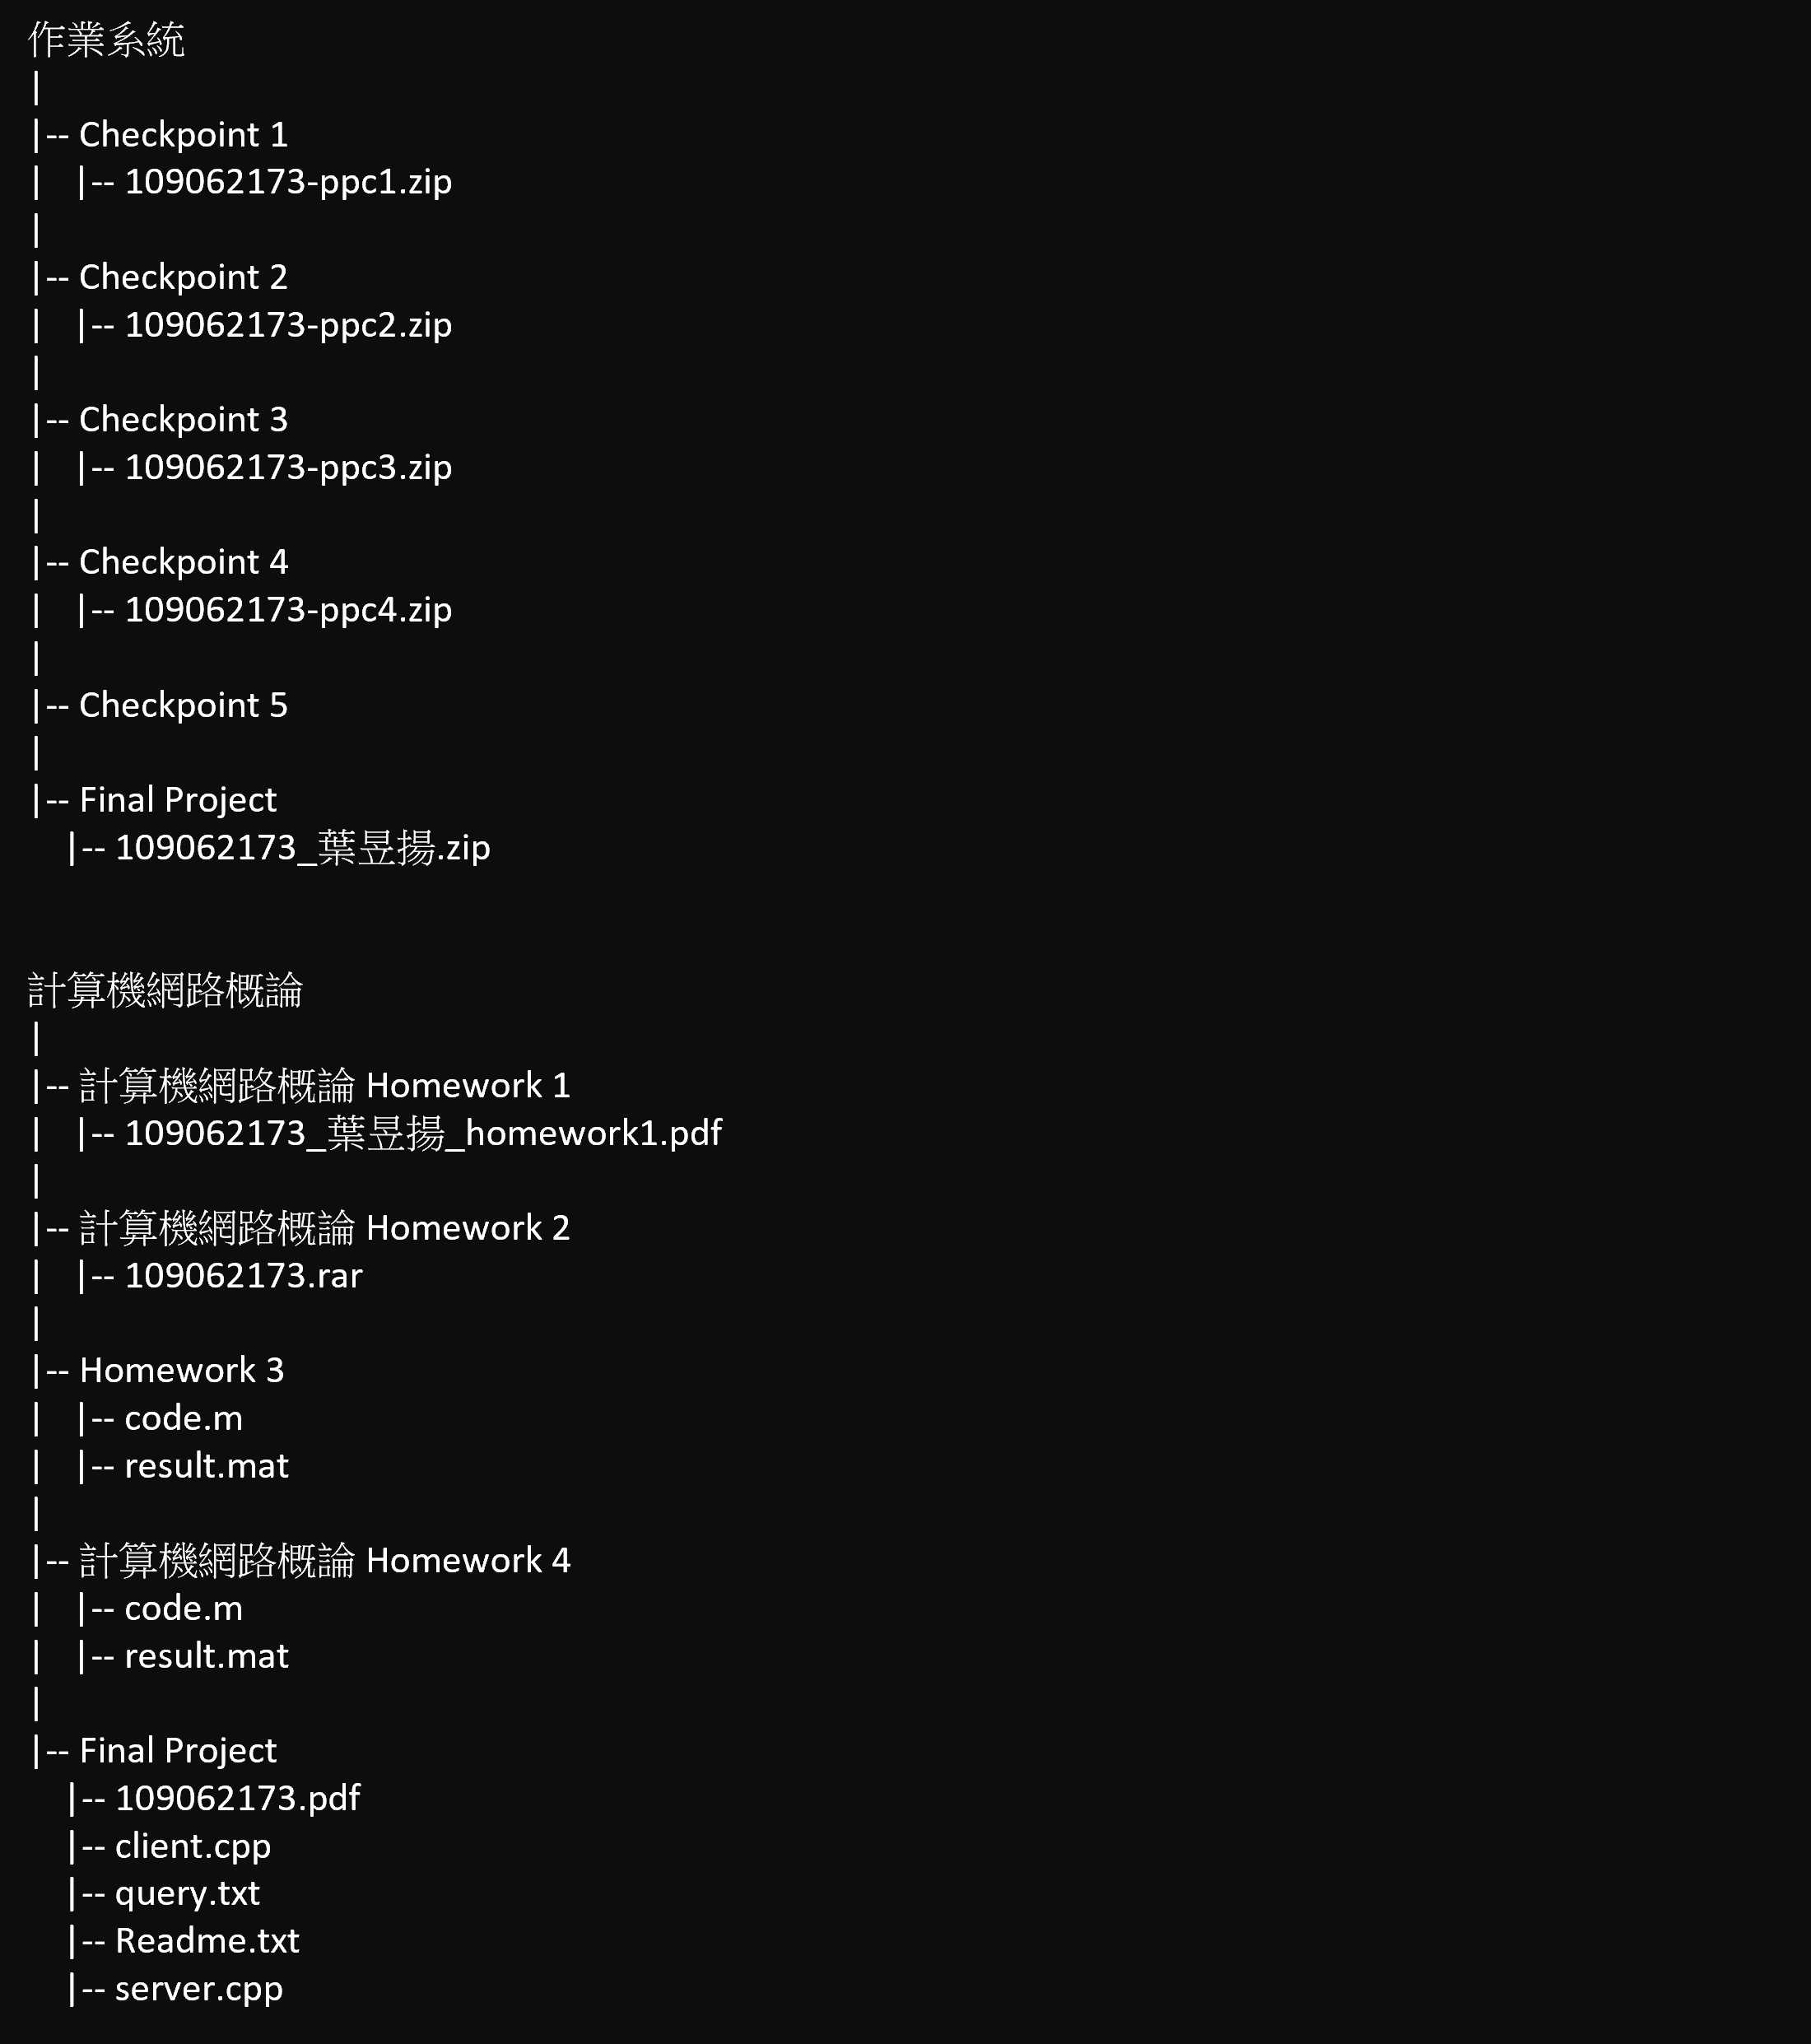 作業系統
|
|-- Checkpoint 1
|    |-- 109062173-ppc1.zip
|
|-- Checkpoint 2
|    |-- 109062173-ppc2.zip
|
|-- Checkpoint 3
|    |-- 109062173-ppc3.zip
|
|-- Checkpoint 4
|    |-- 109062173-ppc4.zip
|
|-- Checkpoint 5
|
|-- Final Project
    |-- 109062173_葉昱揚.zip

計算機網路概論
|
|-- 計算機網路概論 Homework 1
|    |-- 109062173_葉昱揚_homework1.pdf
|
|-- 計算機網路概論 Homework 2
|    |-- 109062173.rar
|
|-- Homework 3
|    |-- code.m
|    |-- result.mat
|
|-- 計算機網路概論 Homework 4
|    |-- code.m
|    |-- result.mat
|
|-- Final Project
    |-- 109062173.pdf
    |-- client.cpp
    |-- query.txt
    |-- Readme.txt
    |-- server.cpp